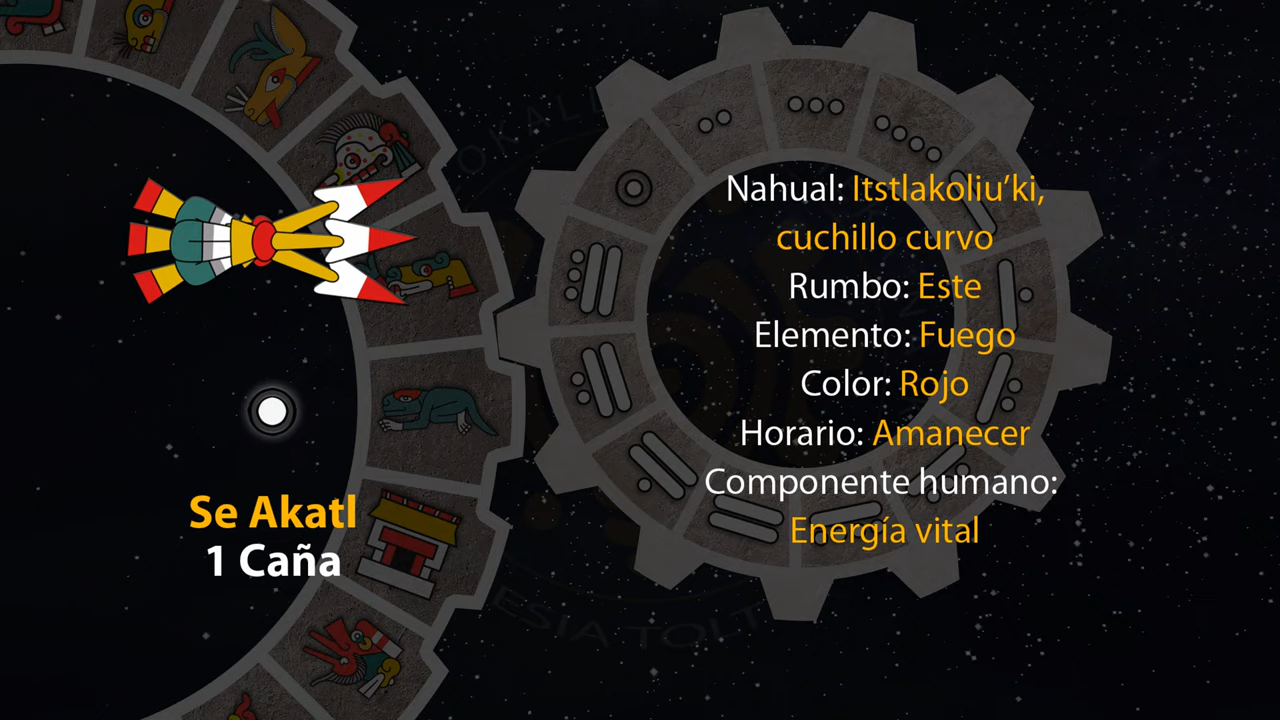 Nahual: Itstlakoliu’ki,
cuchillo curvo
Rumbo: Este
Elemento: Fuego
Color: Rojo
Horario: Amanecer
Componente humano:
Energía vital
Se Akatl
1 Caña